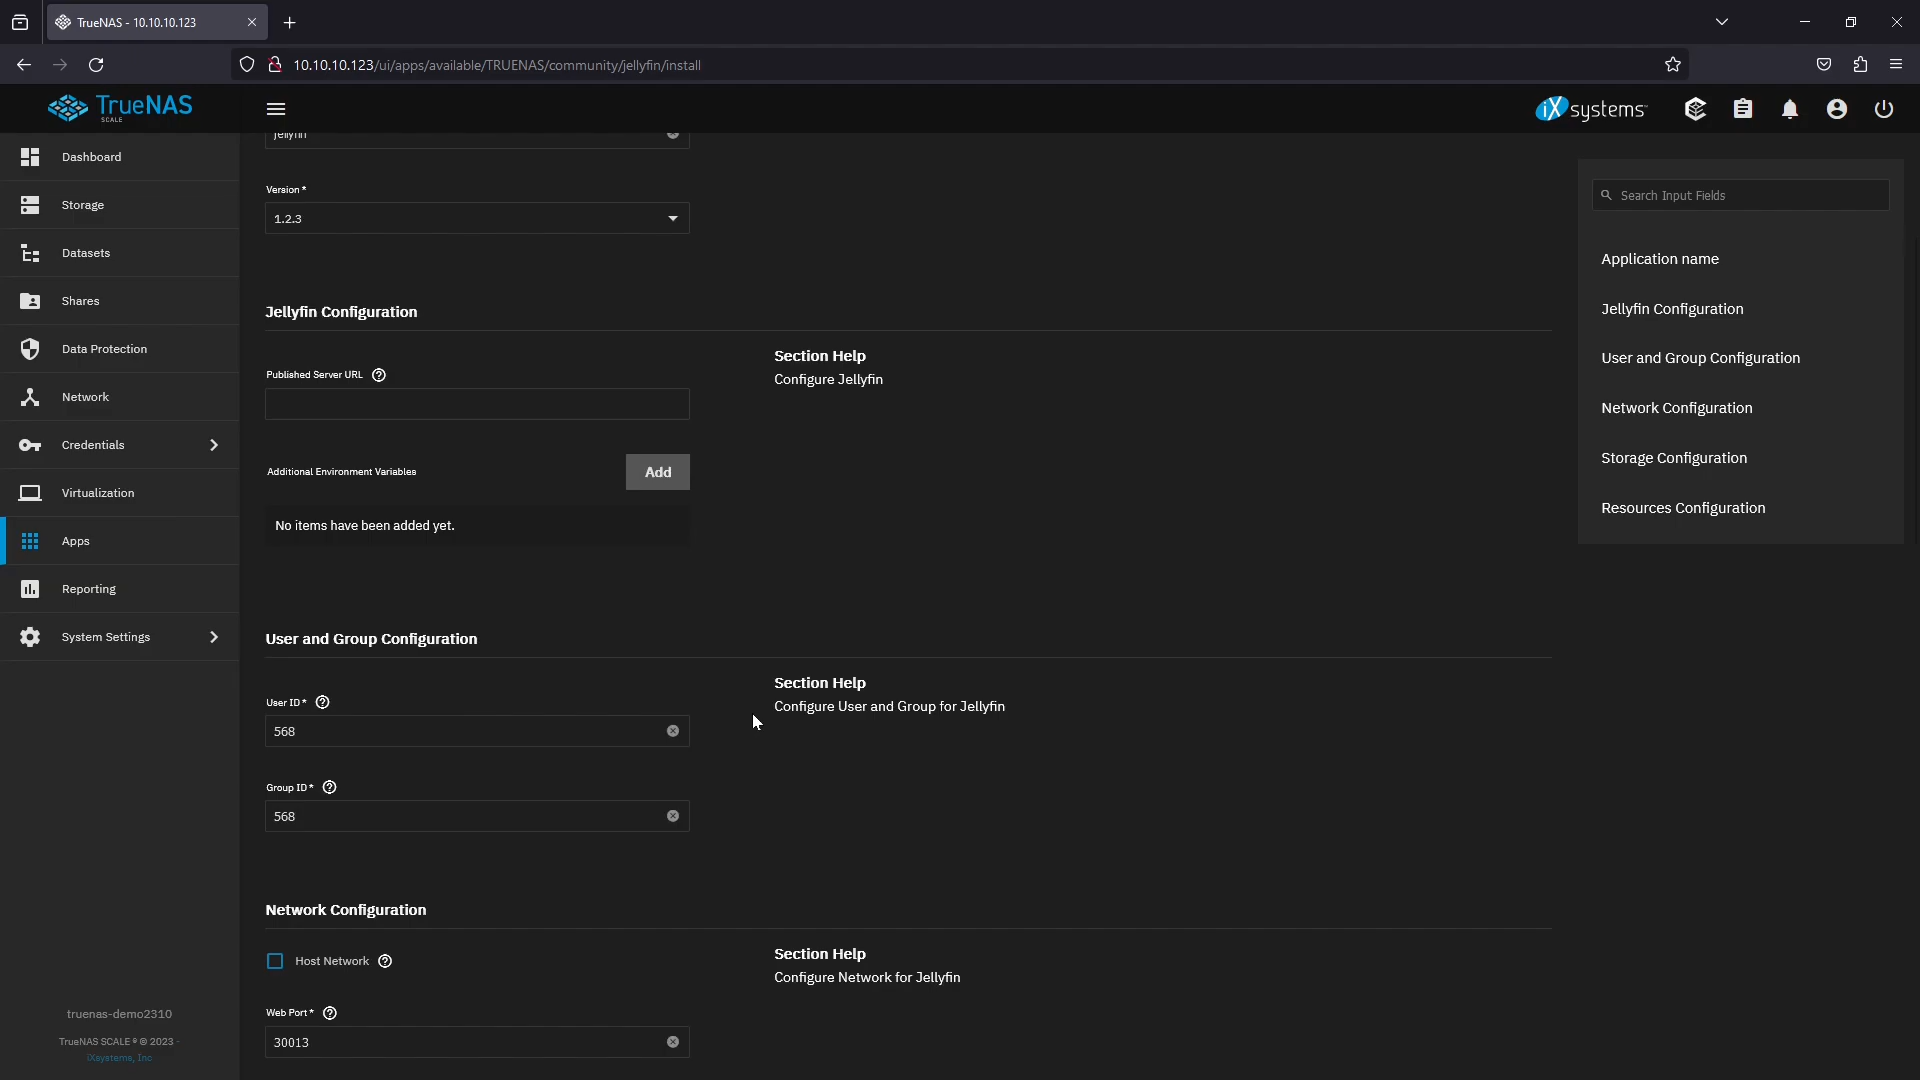 TrueNAS - 10.10.10.123
10.10.10.123/ui/apps/available/TRUENAS/community/jellyfin/install
TrueNAS
SCALE
iXsystems
Dashboard
Storage
Datasets
Shares
Data Protection
Network
Credentials
Virtualization
Apps
Reporting
System Settings
truenas-demo2310
TrueNAS SCALE ® © 2023 -
iXsystems, Inc
jellyfin
Version *
1.2.3
Jellyfin Configuration
Published Server URL
Section Help
Configure Jellyfin
Additional Environment Variables
Add
No items have been added yet.
User and Group Configuration
User ID *
568
Section Help
Configure User and Group for Jellyfin
Group ID *
568
Network Configuration
Host Network
Section Help
Configure Network for Jellyfin
Web Port *
30013
Search Input Fields
Application name
Jellyfin Configuration
User and Group Configuration
Network Configuration
Storage Configuration
Resources Configuration